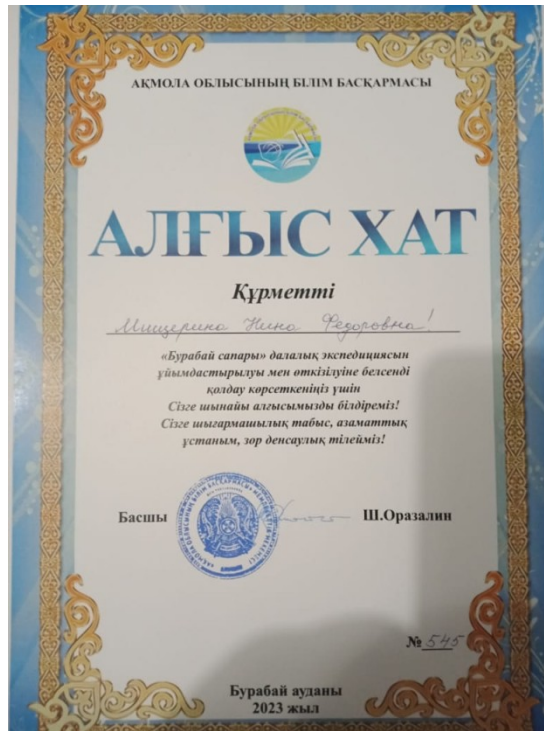 АҚМОЛА ОБЛЫСЫНЫҢ БІЛІМ БАСҚАРМАСЫ
АЛҒЫС ХАТ
Құрметті
Мищерина Нина Федоровна!
«Бурабай сапары» далалық экспедициясын
ұйымдастырылуы мен өткізілуіне белсенді
қолдау көрсеткеніңіз үшін
Сізге шынайы алғысымызды білдіреміз!
Сізге шығармашылық табыс, азаматтық
ұстаным, зор денсаулық тілейміз!
Басшы Ш.Оразалин
№ 545
Бурабай ауданы
2023 жыл